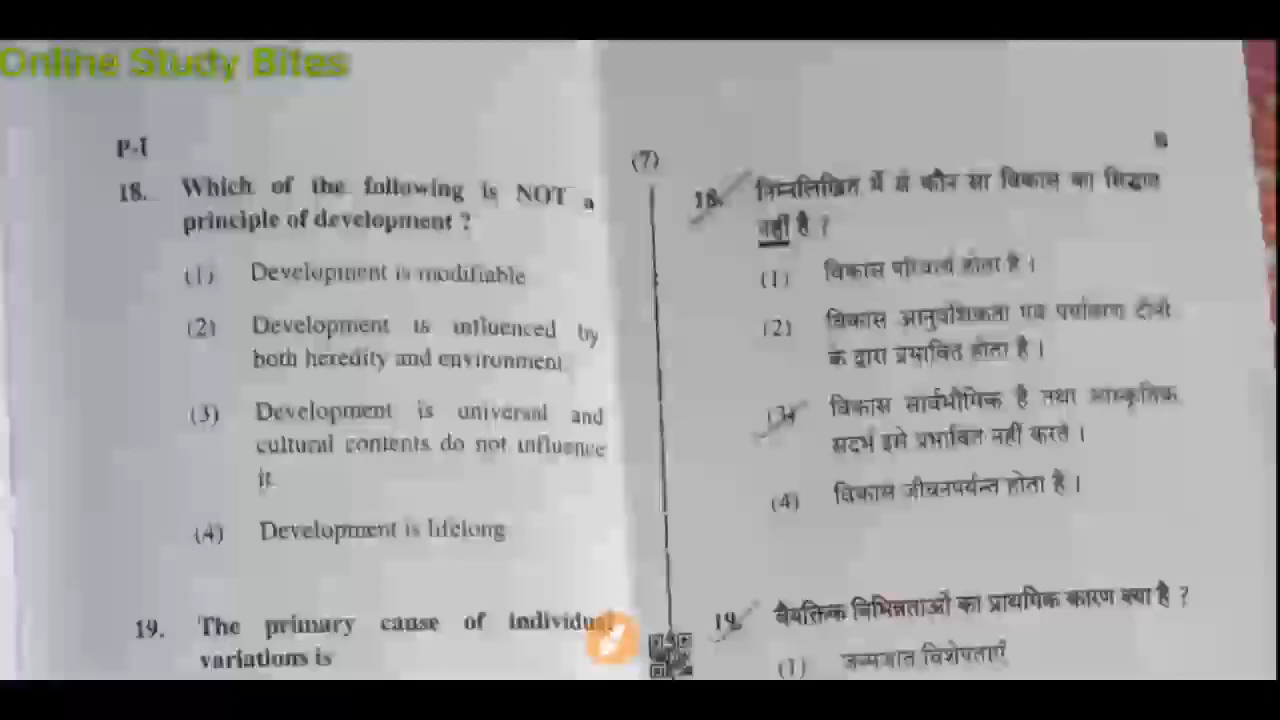 Online Study Bites
P-I
(7)
18. Which of the following is NOT a
principle of development ?
(1) Development is modifiable
(2) Development is influenced by
both heredity and environment
(3) Development is universal and
cultural contents do not influence
it.
(4) Development is lifelong
19. The primary cause of individual
variations is
18. निम्नलिखित में से कौन सा विकास का सिद्धांत
नहीं है ?
(1) विकास परिवर्त्य होता है ।
(2) विकास आनुवंशिकता एवं पर्यावरण दोनों
के द्वारा प्रभावित होता है ।
(3) विकास सार्वभौमिक है तथा सांस्कृतिक
संदर्भ इसे प्रभावित नहीं करते ।
(4) विकास जीवनपर्यन्त होता है ।
19. वैयक्तिक विभिन्नताओं का प्राथमिक कारण क्या है ?
(1) जन्मजात विशेषताएँ